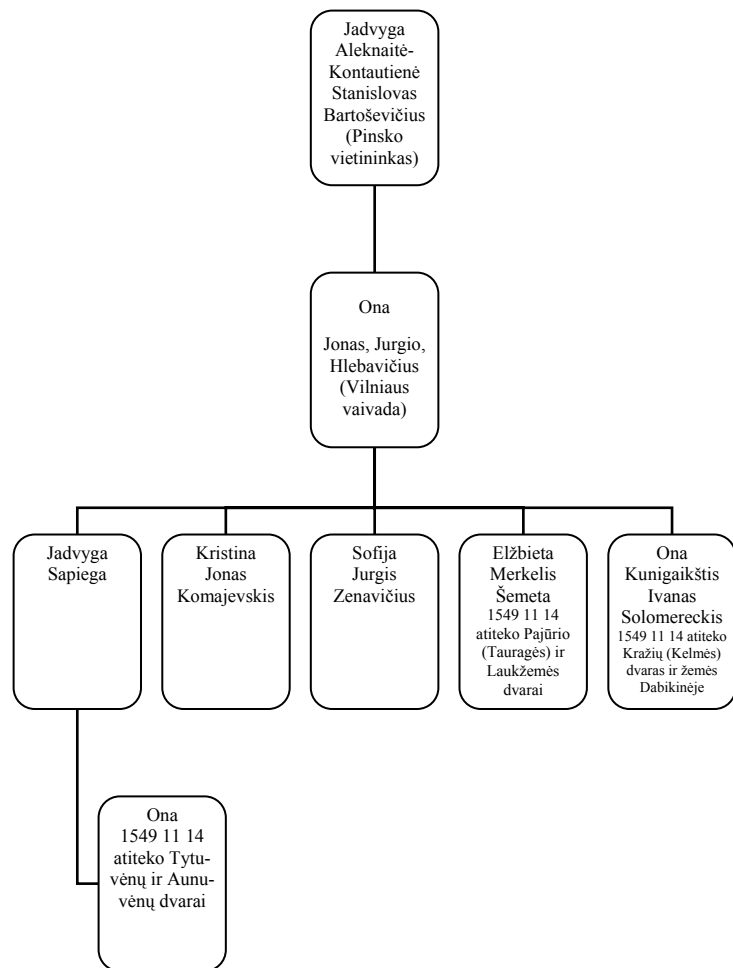 Jadvyga
Aleknaitė-
Kontautienė
Stanislovas
Bartoševičius
(Pinsko
vietininkas)
Ona
Jonas, Jurgio,
Hlebavičius
(Vilniaus
vaivada)
Jadvyga
Sapiega
Kristina
Jonas
Komajevskis
Sofija
Jurgis
Zenavičius
Elžbieta
Merkelis
Šemeta
1549 11 14
atiteko Pajūrio
(Tauragės) ir
Laukžemės
dvarai
Ona
Kunigaikštis
Ivanas
Solomereckis
1549 11 14 atiteko
Kražių (Kelmės)
dvaras ir žemės
Dabikinėje
Ona
1549 11 14
atiteko Tytu-
vėnų ir Aunu-
vėnų dvarai